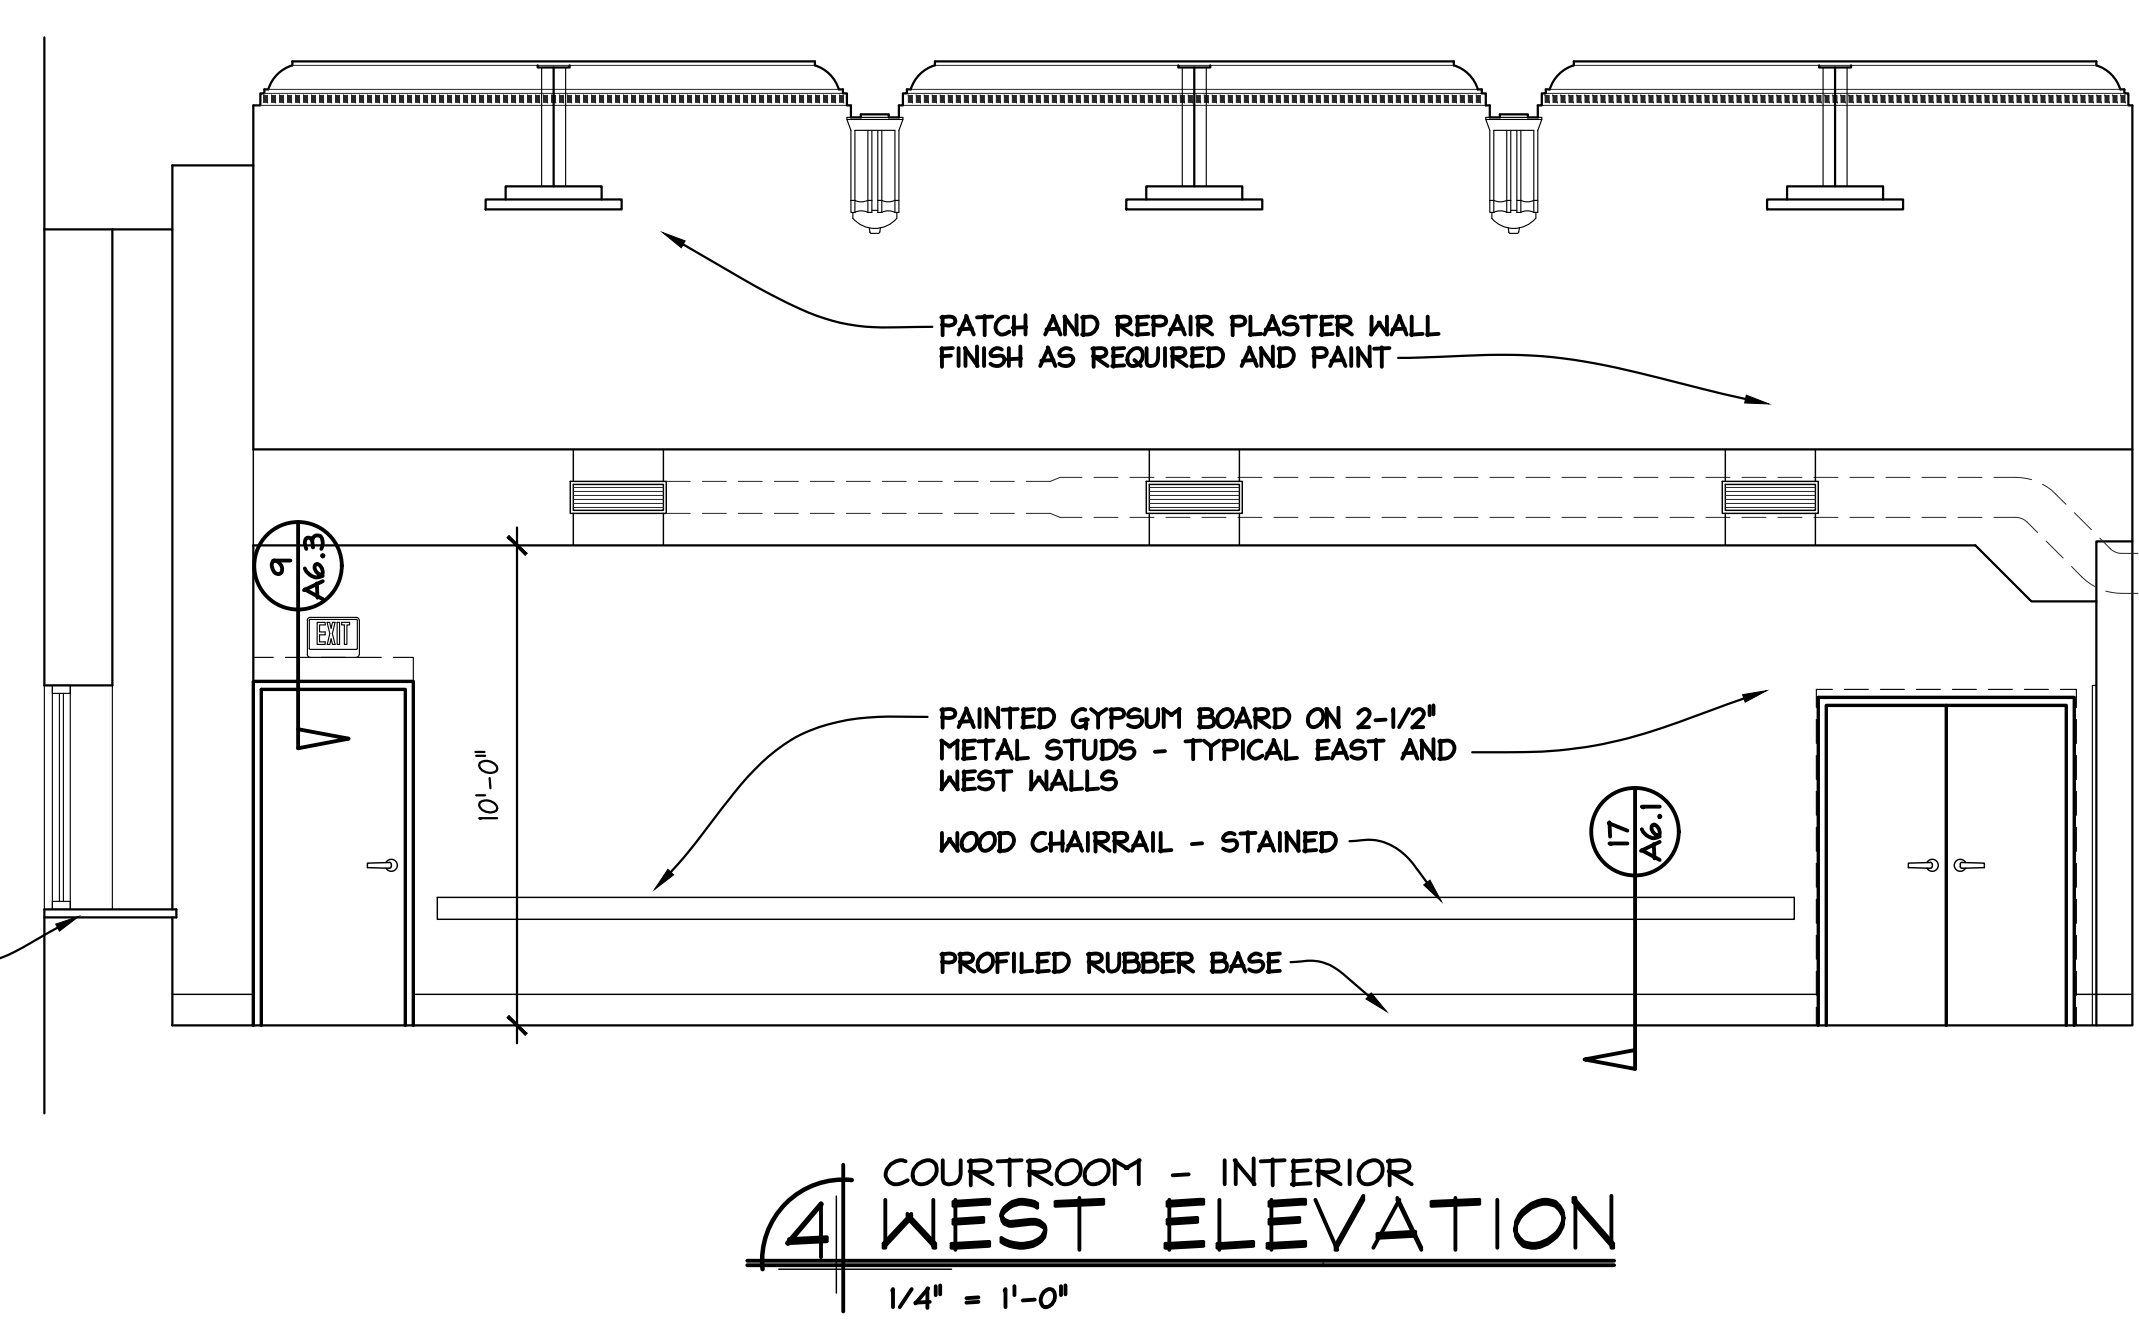 PATCH AND REPAIR PLASTER WALL
FINISH AS REQUIRED AND PAINT
9
A6.3
EXIT
10'-0"
PAINTED GYPSUM BOARD ON 2-1/2"
METAL STUDS - TYPICAL EAST AND
WEST WALLS
WOOD CHAIRRAIL - STAINED
17
A6.1
PROFILED RUBBER BASE
COURTROOM - INTERIOR
4 WEST ELEVATION
1/4" = 1'-0"